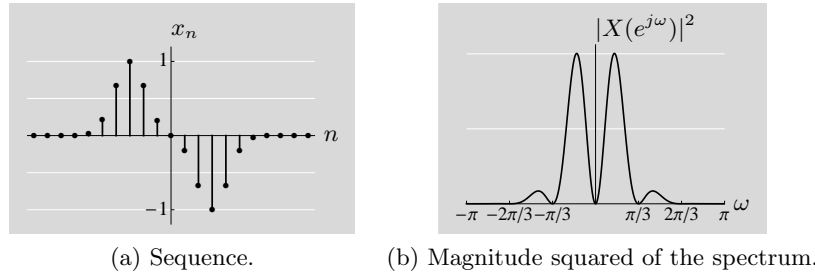 x_n
1
n
−1
(a) Sequence.
|X(e^{jω})|^2
−π −2π/3 −π/3 π/3 2π/3 π ω
(b) Magnitude squared of the spectrum.